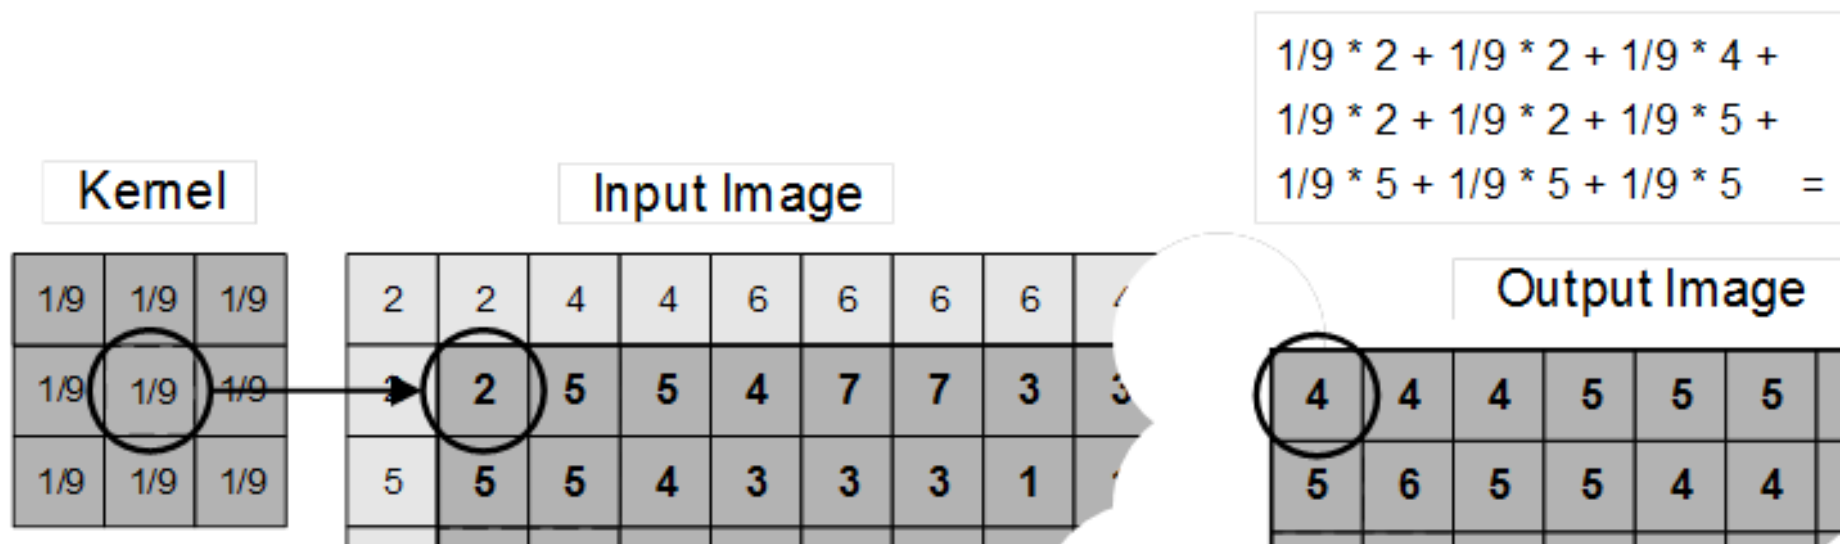 1/9 * 2 + 1/9 * 2 + 1/9 * 4 +
1/9 * 2 + 1/9 * 2 + 1/9 * 5 +
1/9 * 5 + 1/9 * 5 + 1/9 * 5 =
Kernel
Input Image
Output Image
1/9 1/9 1/9
1/9 1/9 1/9
1/9 1/9 1/9
2 2 4 4 6 6 6 6
2 2 5 5 4 7 7 3 3
5 5 5 4 3 3 3 1
4 4 4 5 5 5
5 6 5 5 4 4